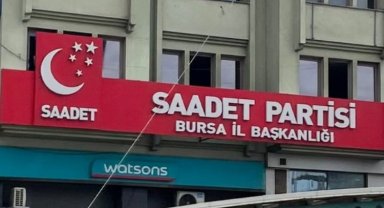 SAADET
SAADET PARTİSİ
BURSA İL BAŞKANLIĞI
watsons